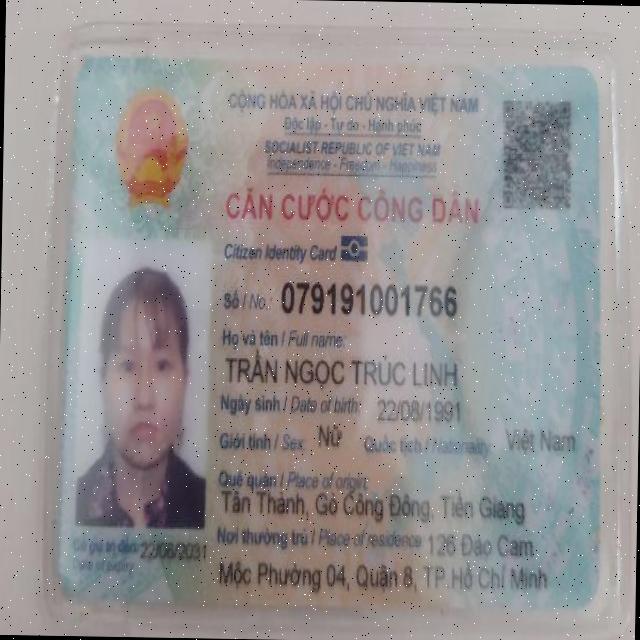 CỘNG HÒA XÃ HỘI CHỦ NGHĨA VIỆT NAM
Độc lập - Tự do - Hạnh phúc
SOCIALIST REPUBLIC OF VIET NAM
Independence - Freedom - Happiness
CĂN CƯỚC CÔNG DÂN
Citizen Identity Card
Số / No.: 079191001766
Họ và tên / Full name:
TRẦN NGỌC TRÚC LINH
Ngày sinh / Date of birth: 22/08/1991
Giới tính / Sex: Nữ Quốc tịch / Nationality: Việt Nam
Quê quán / Place of origin:
Tân Thành, Gò Công Đông, Tiền Giang
Nơi thường trú / Place of residence: 126 Đào Cam
Mộc Phường 04, Quận 8, TP.Hồ Chí Minh
Có giá trị đến: 22/08/2031
Date of expiry